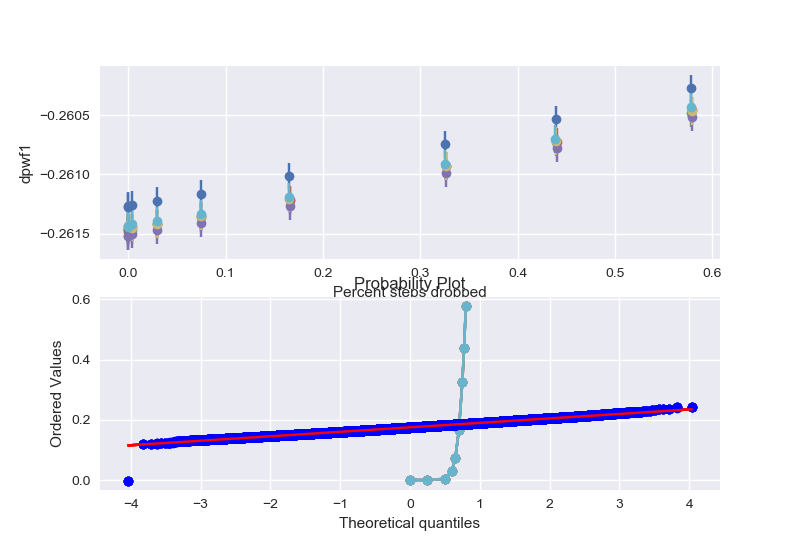 −0.2605
−0.2610
−0.2615
dpwf1
0.0 0.1 0.2 0.3 0.4 0.5 0.6
Probability Plot
Percent steps dropped
0.6
0.4
0.2
0.0
Ordered Values
−4 −3 −2 −1 0 1 2 3 4
Theoretical quantiles